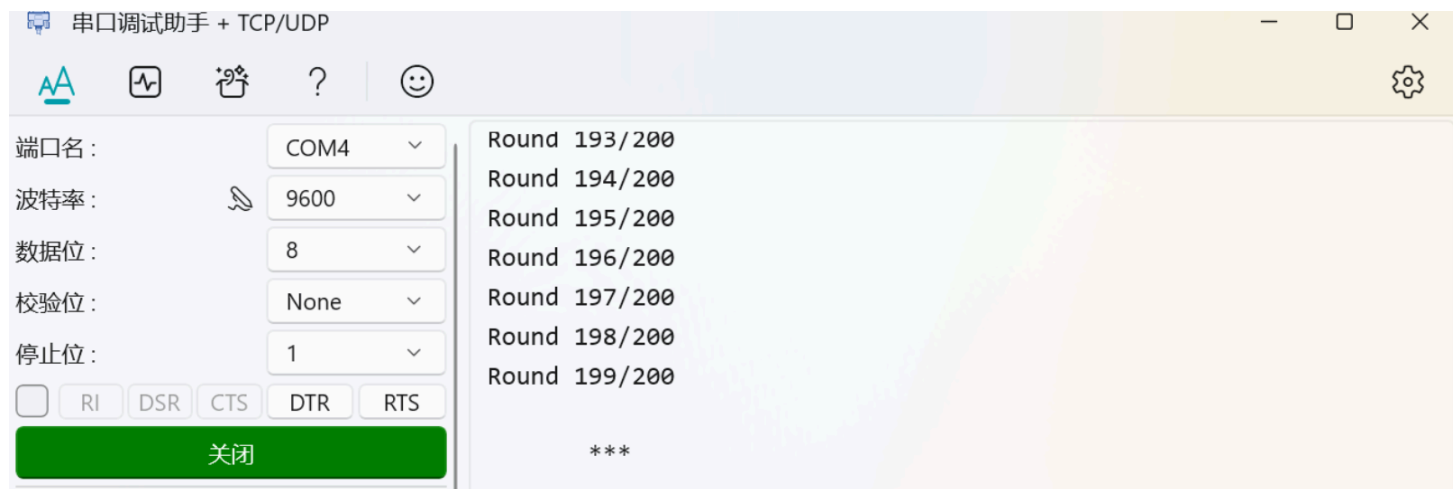 串口调试助手 + TCP/UDP
端口名 :
COM4
波特率 :
9600
数据位 :
8
校验位 :
None
停止位 :
1
RI DSR CTS DTR RTS
关闭
Round 193/200
Round 194/200
Round 195/200
Round 196/200
Round 197/200
Round 198/200
Round 199/200
***